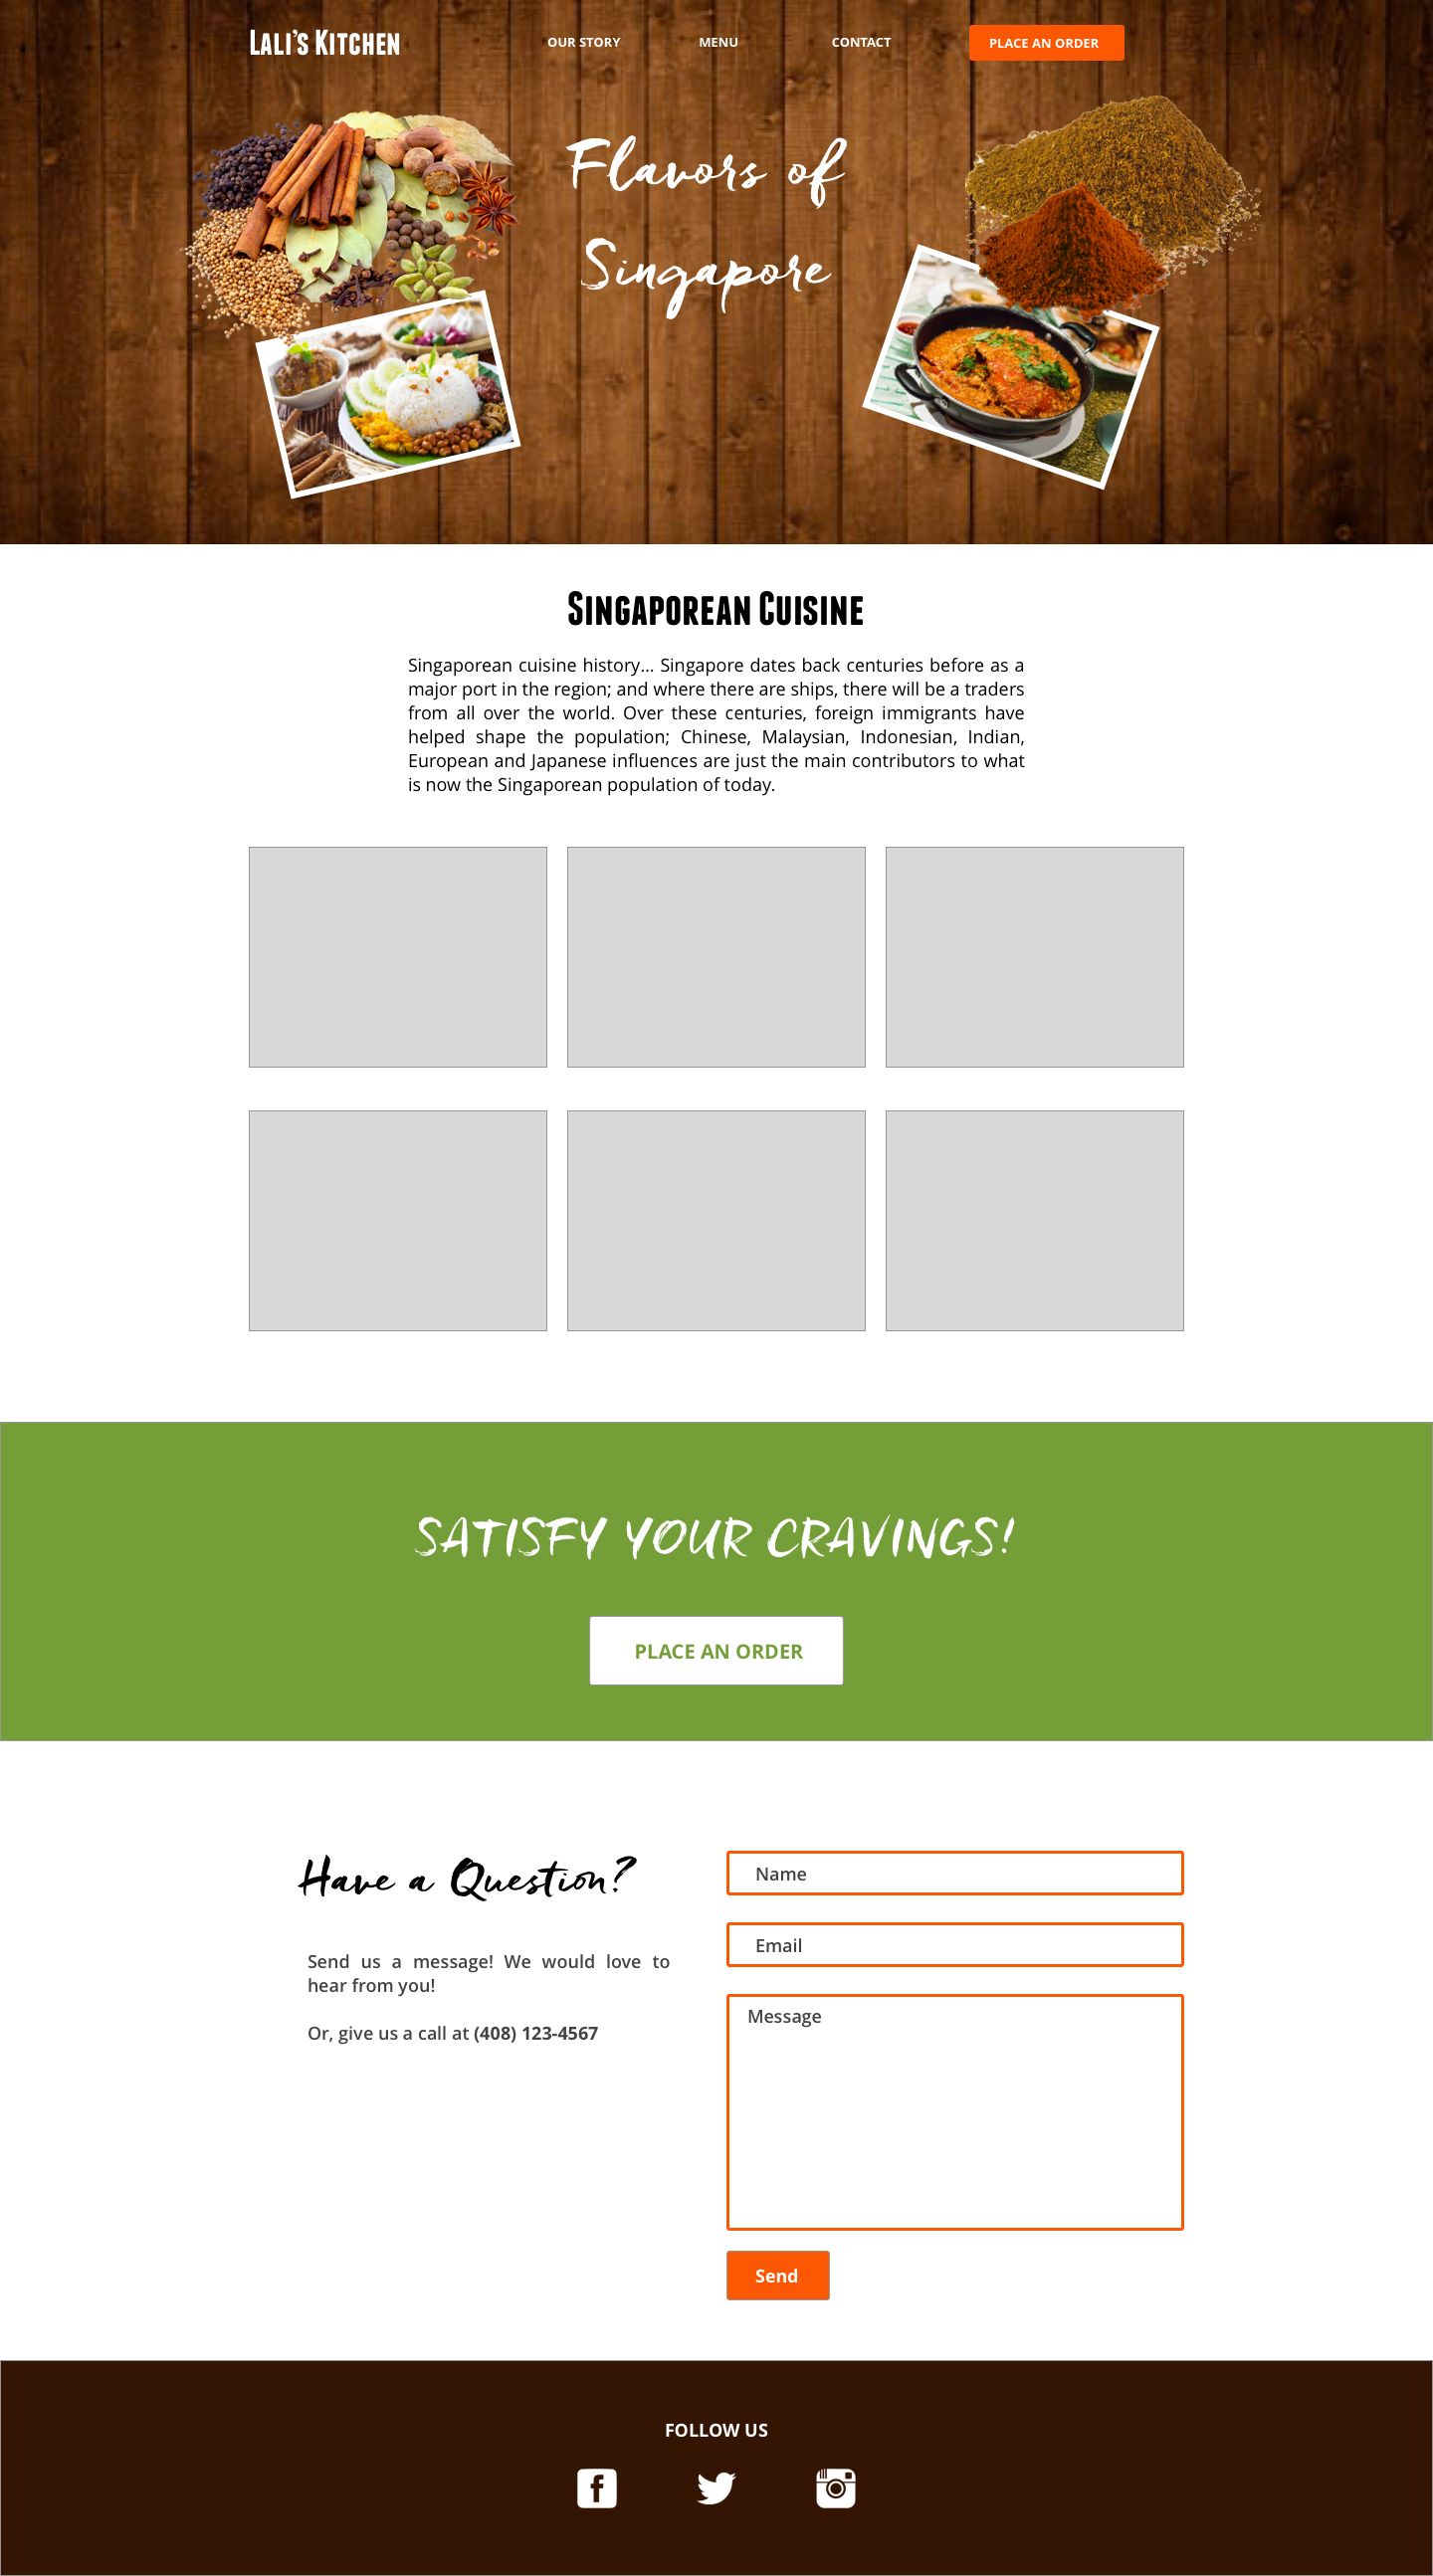 LALI'S KITCHEN
OUR STORY
MENU
CONTACT
PLACE AN ORDER
Flavors of
Singapore
SINGAPOREAN CUISINE
Singaporean cuisine history... Singapore dates back centuries before as a
major port in the region; and where there are ships, there will be a traders
from all over the world. Over these centuries, foreign immigrants have
helped shape the population; Chinese, Malaysian, Indonesian, Indian,
European and Japanese influences are just the main contributors to what
is now the Singaporean population of today.
SATISFY YOUR CRAVINGS!
PLACE AN ORDER
Have a Question?
Send us a message! We would love to
hear from you!
Or, give us a call at (408) 123-4567
Name
Email
Message
Send
FOLLOW US